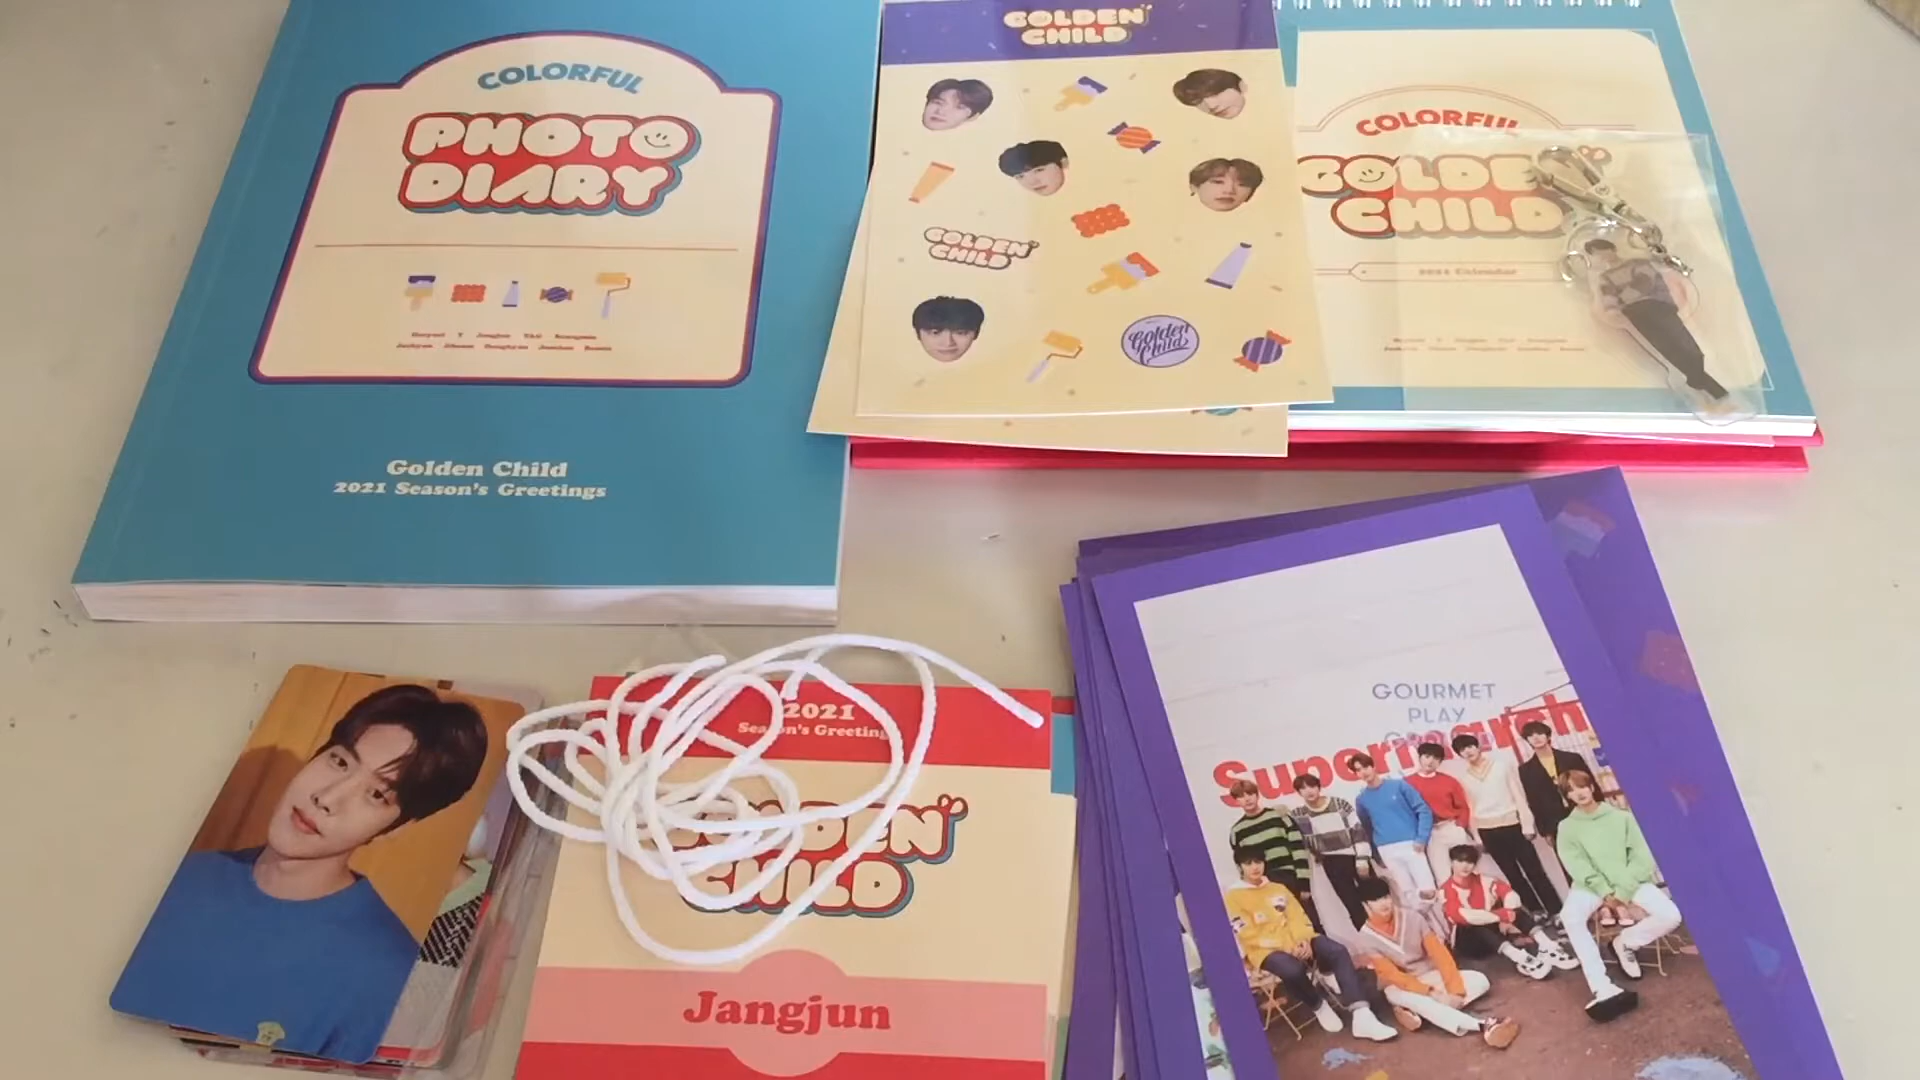 COLORFUL
PHOTO
DIARY
Golden Child
2021 Season's Greetings
GOLDEN
CHILD
GOLDEN
CHILD
Golden
Child
COLORFUL
GOLDE
CHILD
2021 Calendar
2021
Season's Greeting
GOLDEN
CHILD
Jangjun
GOURMET
PLAY